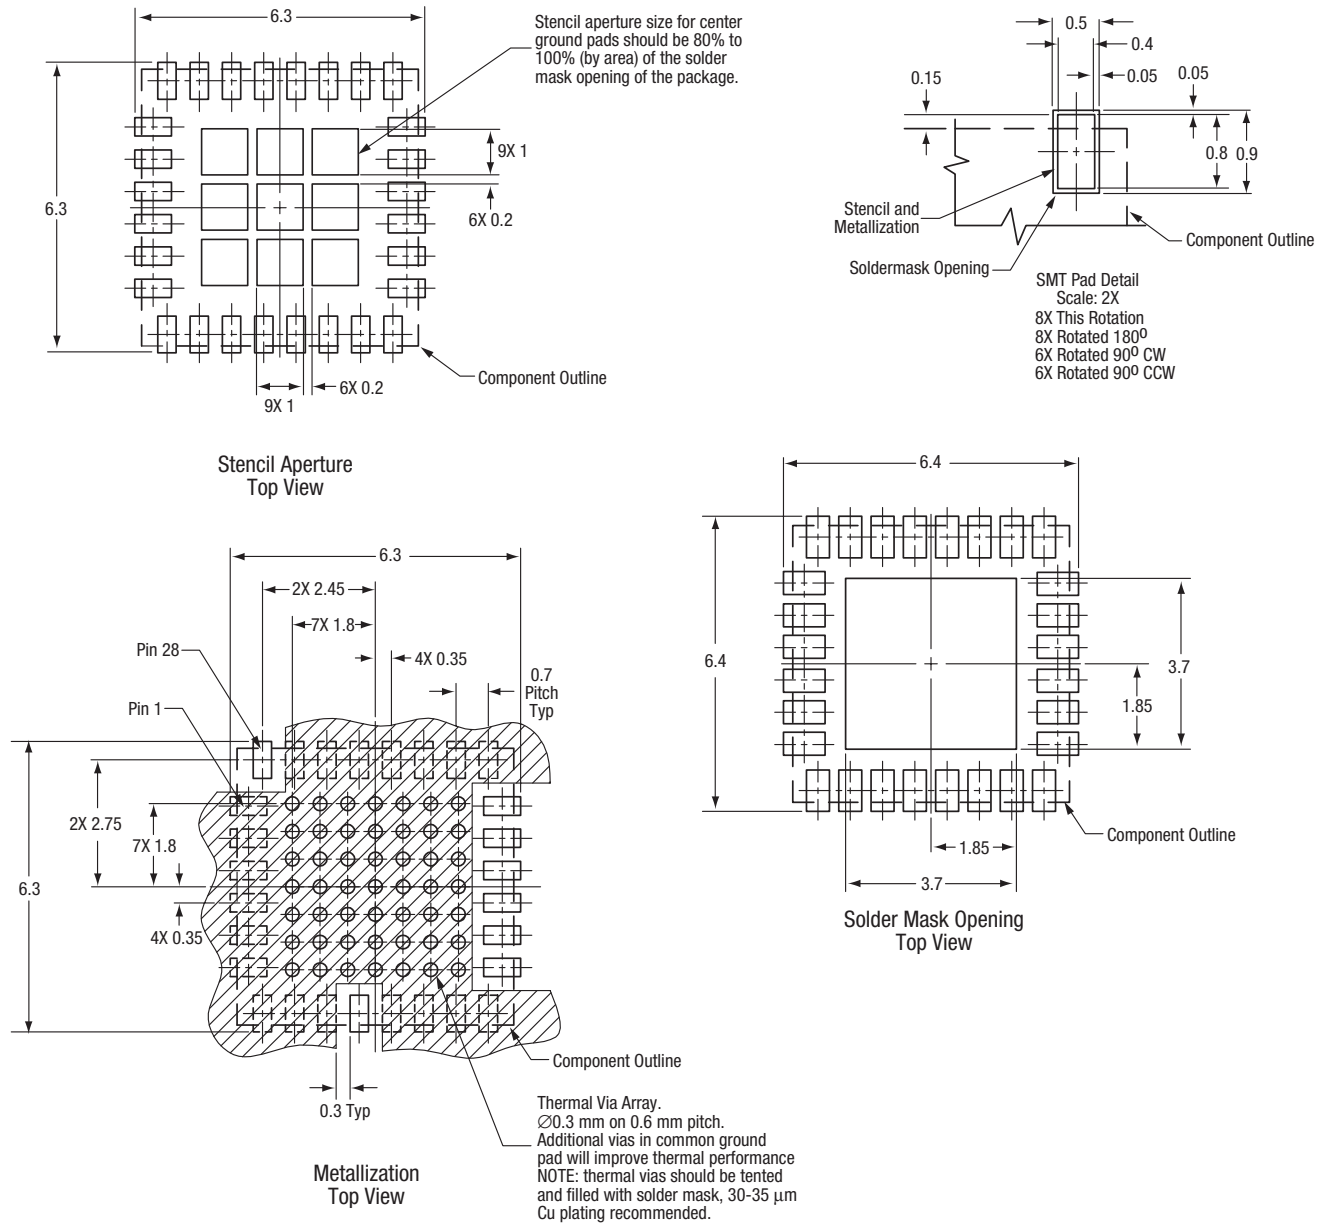 6.3
Stencil aperture size for center
ground pads should be 80% to
100% (by area) of the solder
mask opening of the package.
9X 1
6.3
6X 0.2
Component Outline
6X 0.2
9X 1
Stencil Aperture
Top View
0.5
0.4
0.05
0.05
0.15
0.8
0.9
Stencil and
Metallization
Component Outline
Soldermask Opening
SMT Pad Detail
Scale: 2X
8X This Rotation
8X Rotated 180º
6X Rotated 90º CW
6X Rotated 90º CCW
6.3
2X 2.45
7X 1.8
Pin 28
4X 0.35
0.7
Pitch
Typ
Pin 1
2X 2.75
7X 1.8
6.3
4X 0.35
Component Outline
0.3 Typ
Thermal Via Array.
∅0.3 mm on 0.6 mm pitch.
Additional vias in common ground
pad will improve thermal performance
NOTE: thermal vias should be tented
and filled with solder mask, 30-35 μm
Cu plating recommended.
Metallization
Top View
6.4
6.4
3.7
1.85
Component Outline
1.85
3.7
Solder Mask Opening
Top View